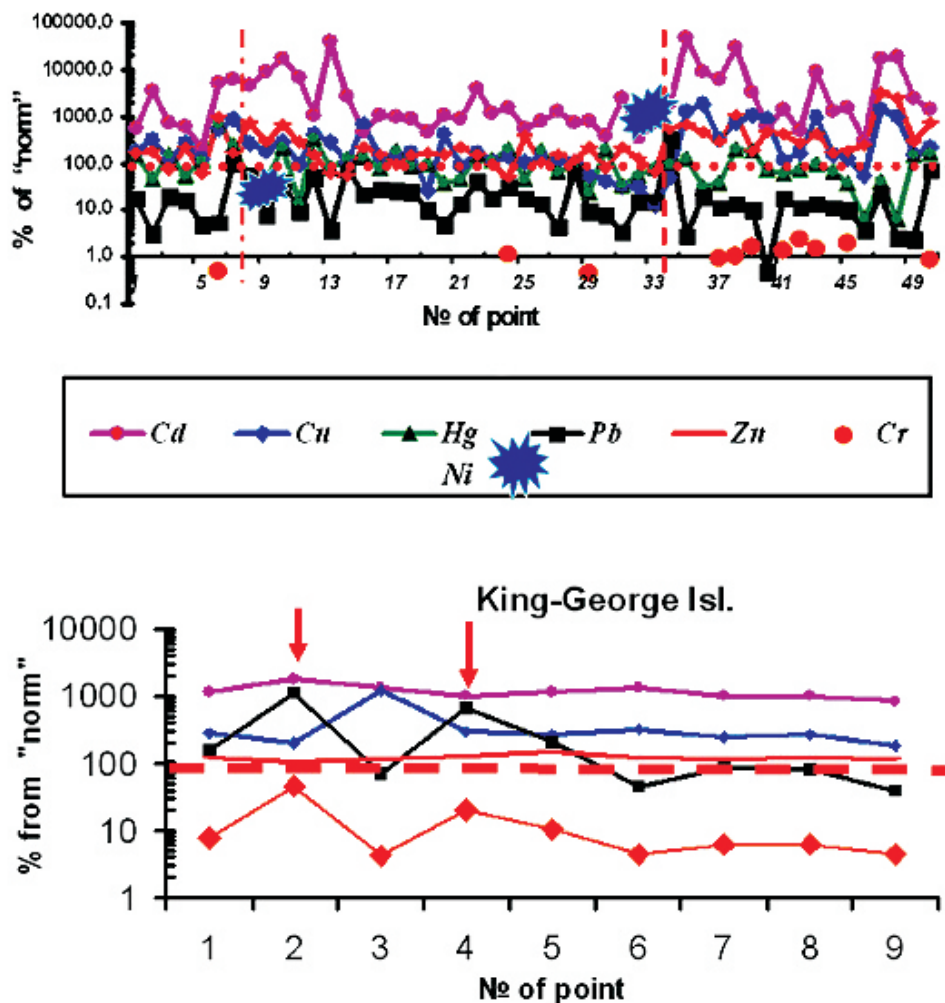 100000.0
10000.0
1000.0
100.0
10.0
1.0
0.1
% of "norm"
1 5 9 13 17 21 25 29 33 37 41 45 49
№ of point
Cd Cu Hg Pb Zn Cr
Ni
King-George Isl.
10000
1000
100
10
1
% from "norm"
1 2 3 4 5 6 7 8 9
№ of point